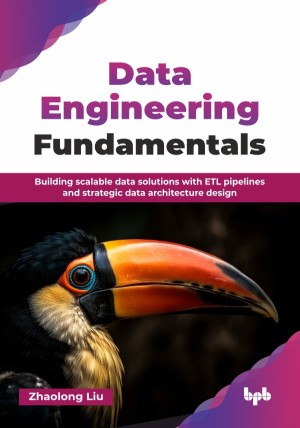 Data
Engineering
Fundamentals
Building scalable data solutions with ETL pipelines
and strategic data architecture design
Zhaolong Liu
bpb